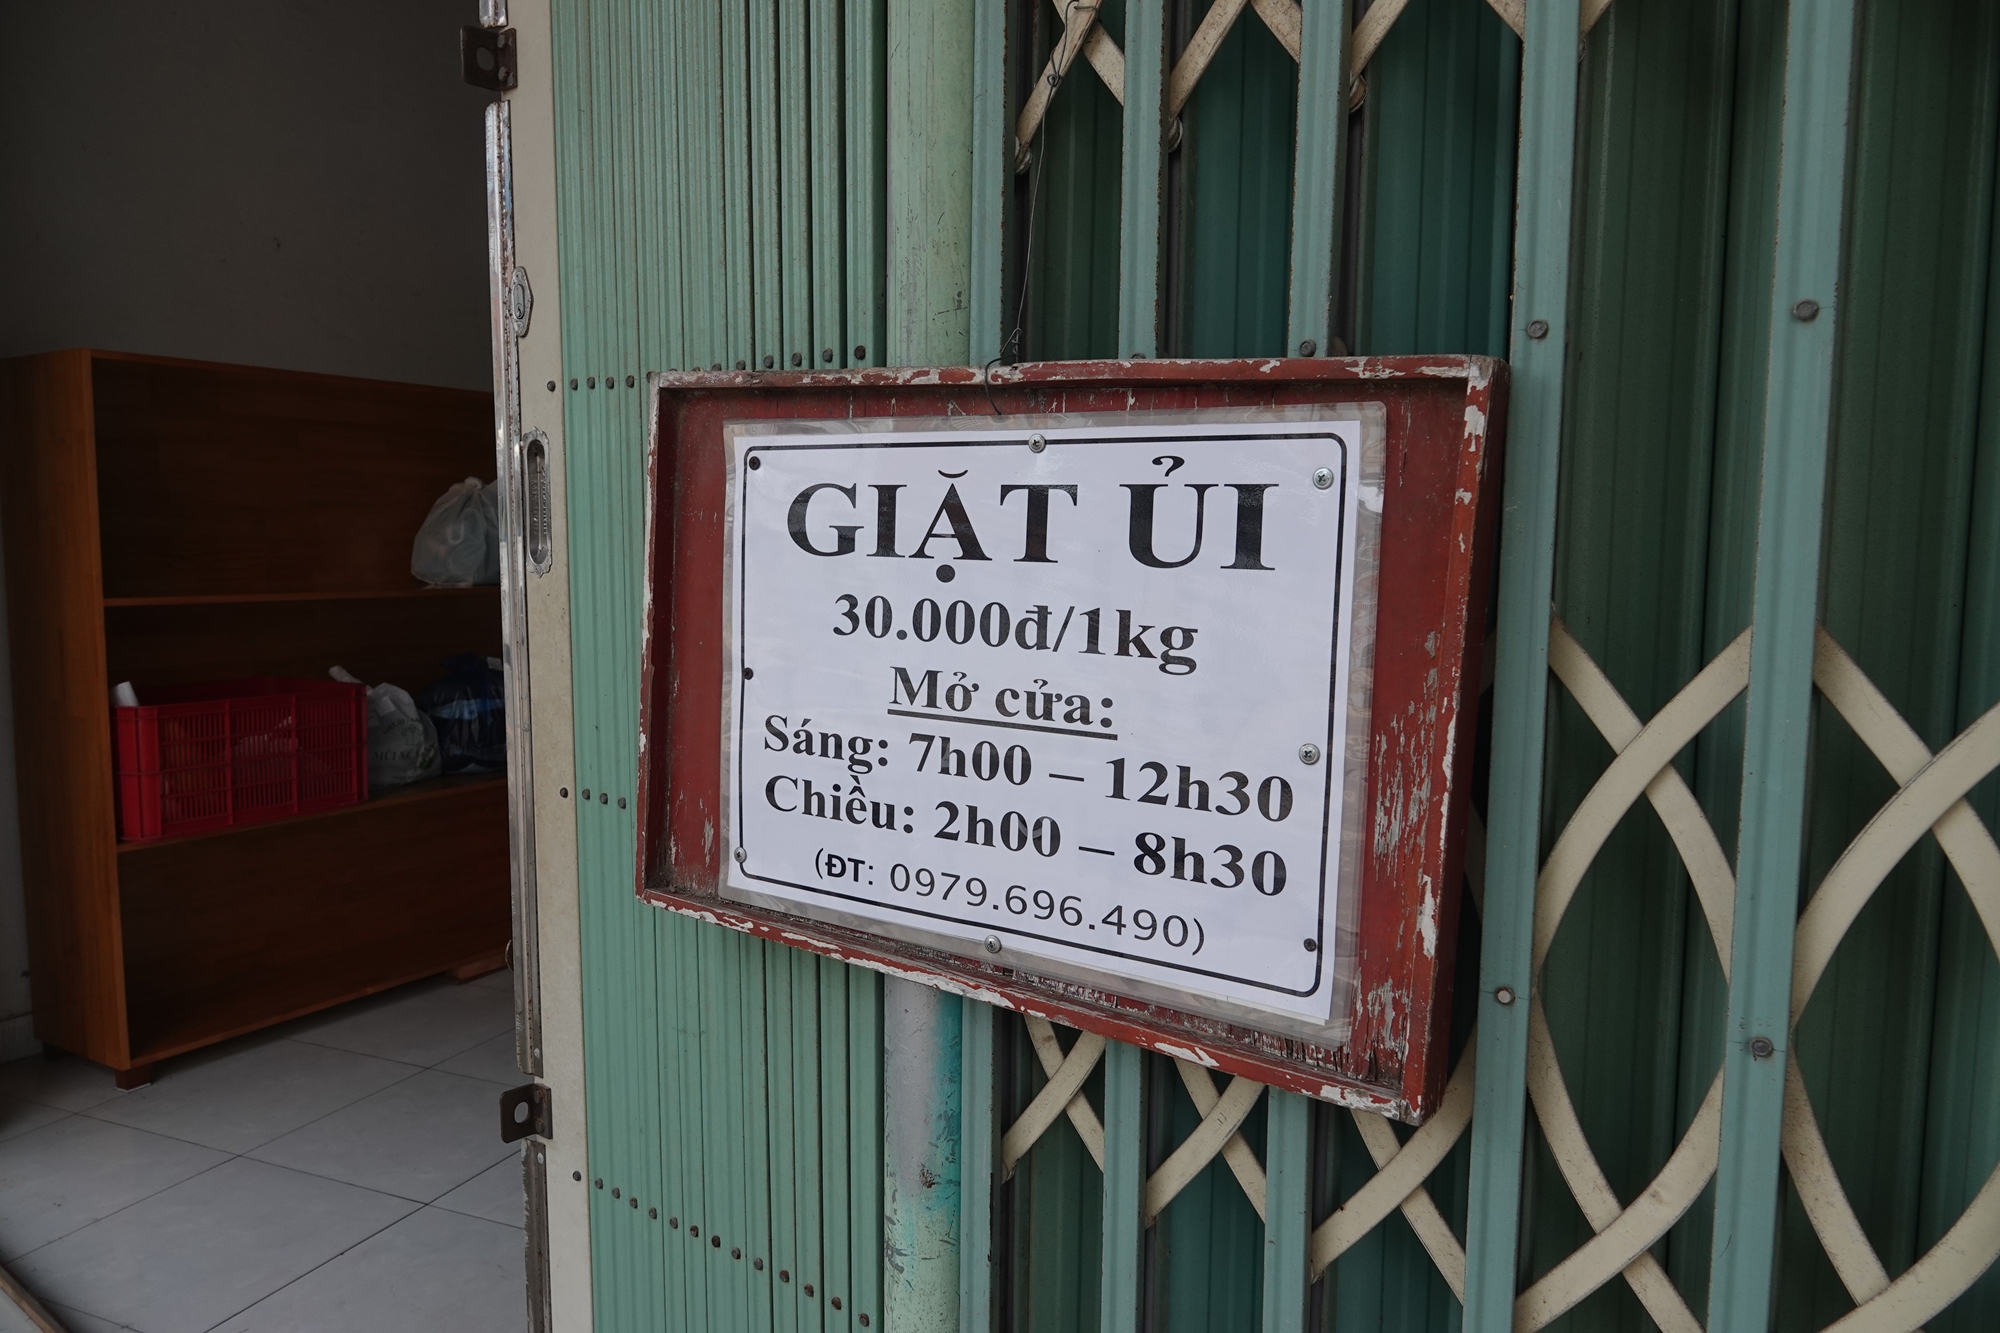 GIẶT ỦI
30.000đ/1kg
Mở cửa:
Sáng: 7h00 – 12h30
Chiều: 2h00 – 8h30
(ĐT: 0979.696.490)